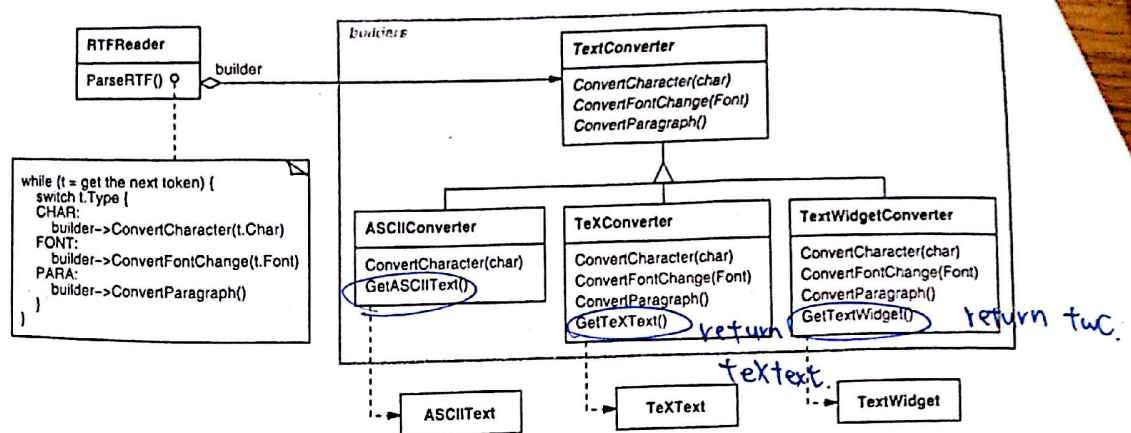 RTFReader
ParseRTF()
builder
builders
TextConverter
ConvertCharacter(char)
ConvertFontChange(Font)
ConvertParagraph()
while (t = get the next token) {
switch t.Type {
CHAR:
builder->ConvertCharacter(t.Char)
FONT:
builder->ConvertFontChange(t.Font)
PARA:
builder->ConvertParagraph()
}
}
ASCIIConverter
ConvertCharacter(char)
GetASCIIText()
TeXConverter
ConvertCharacter(char)
ConvertFontChange(Font)
ConvertParagraph()
GetTeXText()
return
teXtext.
TextWidgetConverter
ConvertCharacter(char)
ConvertFontChange(Font)
ConvertParagraph()
GetTextWidget()
return twc.
ASCIIText
TeXText
TextWidget